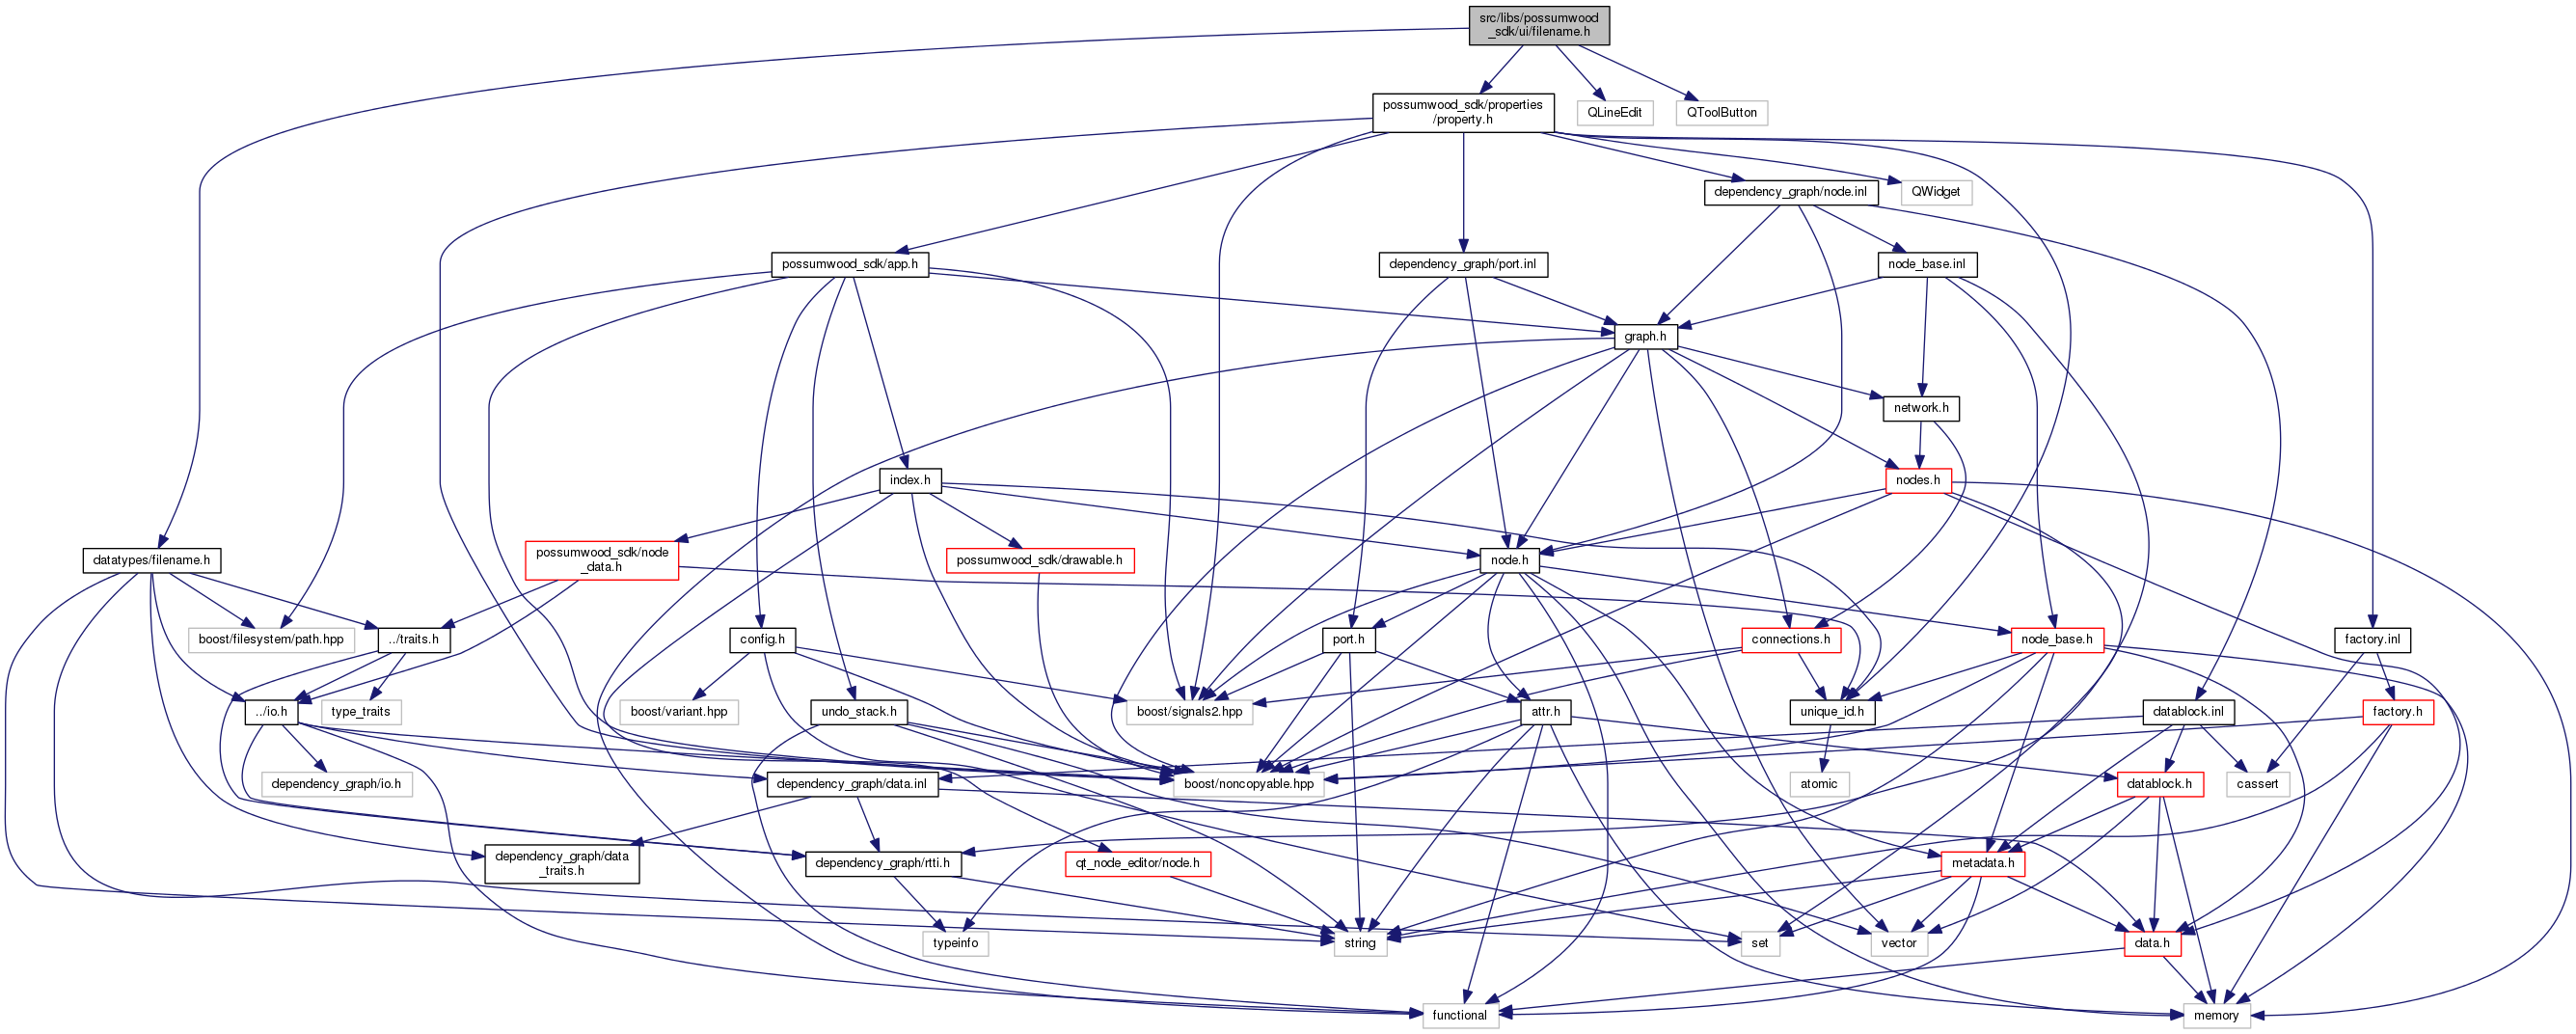 src/libs/possumwood
_sdk/ui/filename.h
possumwood_sdk/properties
/property.h
QLineEdit
QToolButton
dependency_graph/node.inl
QWidget
possumwood_sdk/app.h
dependency_graph/port.inl
node_base.inl
graph.h
network.h
index.h
nodes.h
datatypes/filename.h
possumwood_sdk/node
_data.h
possumwood_sdk/drawable.h
node.h
boost/filesystem/path.hpp
../traits.h
config.h
port.h
connections.h
node_base.h
factory.inl
../io.h
type_traits
boost/variant.hpp
undo_stack.h
boost/signals2.hpp
attr.h
unique_id.h
datablock.inl
factory.h
dependency_graph/io.h
dependency_graph/data.inl
boost/noncopyable.hpp
atomic
datablock.h
cassert
dependency_graph/data
_traits.h
dependency_graph/rtti.h
qt_node_editor/node.h
metadata.h
typeinfo
string
set
vector
data.h
functional
memory